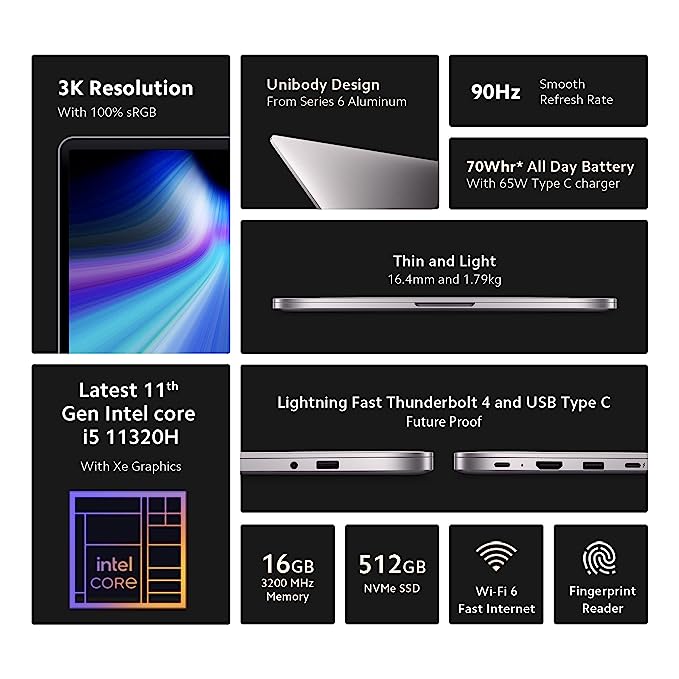 3K Resolution
With 100% sRGB
Unibody Design
From Series 6 Aluminum
90Hz
Smooth
Refresh Rate
70Whr* All Day Battery
With 65W Type C charger
Thin and Light
16.4mm and 1.79kg
Latest 11th
Gen Intel core
i5 11320H
With Xe Graphics
intel
CORE
Lightning Fast Thunderbolt 4 and USB Type C
Future Proof
16GB
3200 MHz
Memory
512GB
NVMe SSD
Wi-Fi 6
Fast Internet
Fingerprint
Reader